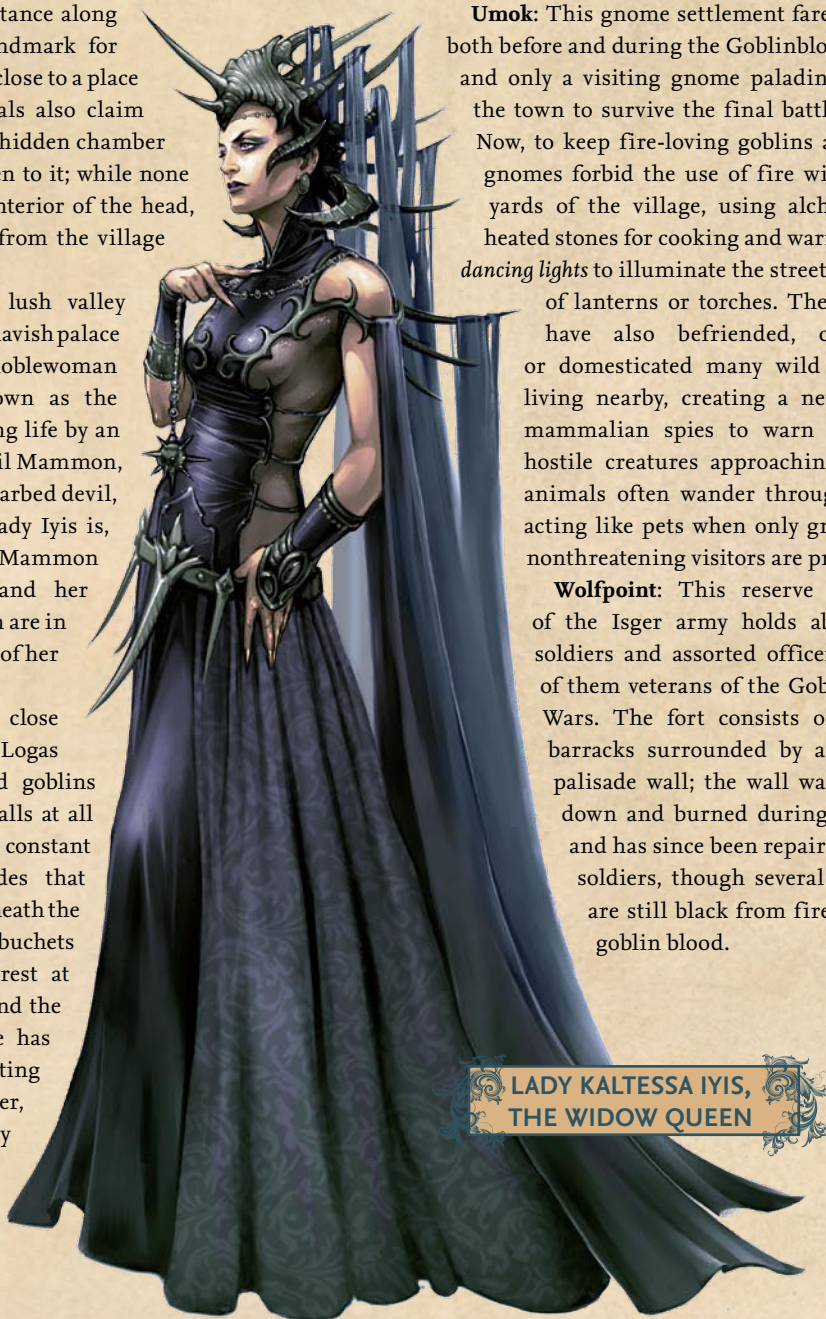 tance along
ndmark for
close to a place
als also claim
hidden chamber
en to it; while none
nterior of the head,
from the village
lush valley
lavish palace
oblewoman
own as the
ng life by an
il Mammon,
arbed devil,
ady Iyis is,
Mammon
and her
n are in
of her
close
Logas
d goblins
alls at all
constant
des that
neath the
buchets
rest at
nd the
e has
ting
er,
y
Umok: This gnome settlement fare
both before and during the Goblinblo
and only a visiting gnome paladin
the town to survive the final battl
Now, to keep fire-loving goblins a
gnomes forbid the use of fire wi
yards of the village, using alch
heated stones for cooking and warr
dancing lights to illuminate the street
of lanterns or torches. The
have also befriended, c
or domesticated many wild
living nearby, creating a ne
mammalian spies to warn
hostile creatures approachin
animals often wander throug
acting like pets when only gr
nonthreatening visitors are pr
Wolfpoint: This reserve
of the Isger army holds al
soldiers and assorted officer
of them veterans of the Gob
Wars. The fort consists o
barracks surrounded by a
palisade wall; the wall wa
down and burned during
and has since been repair
soldiers, though several
are still black from fire
goblin blood.
LADY KALTESSA IYIS,
THE WIDOW QUEEN